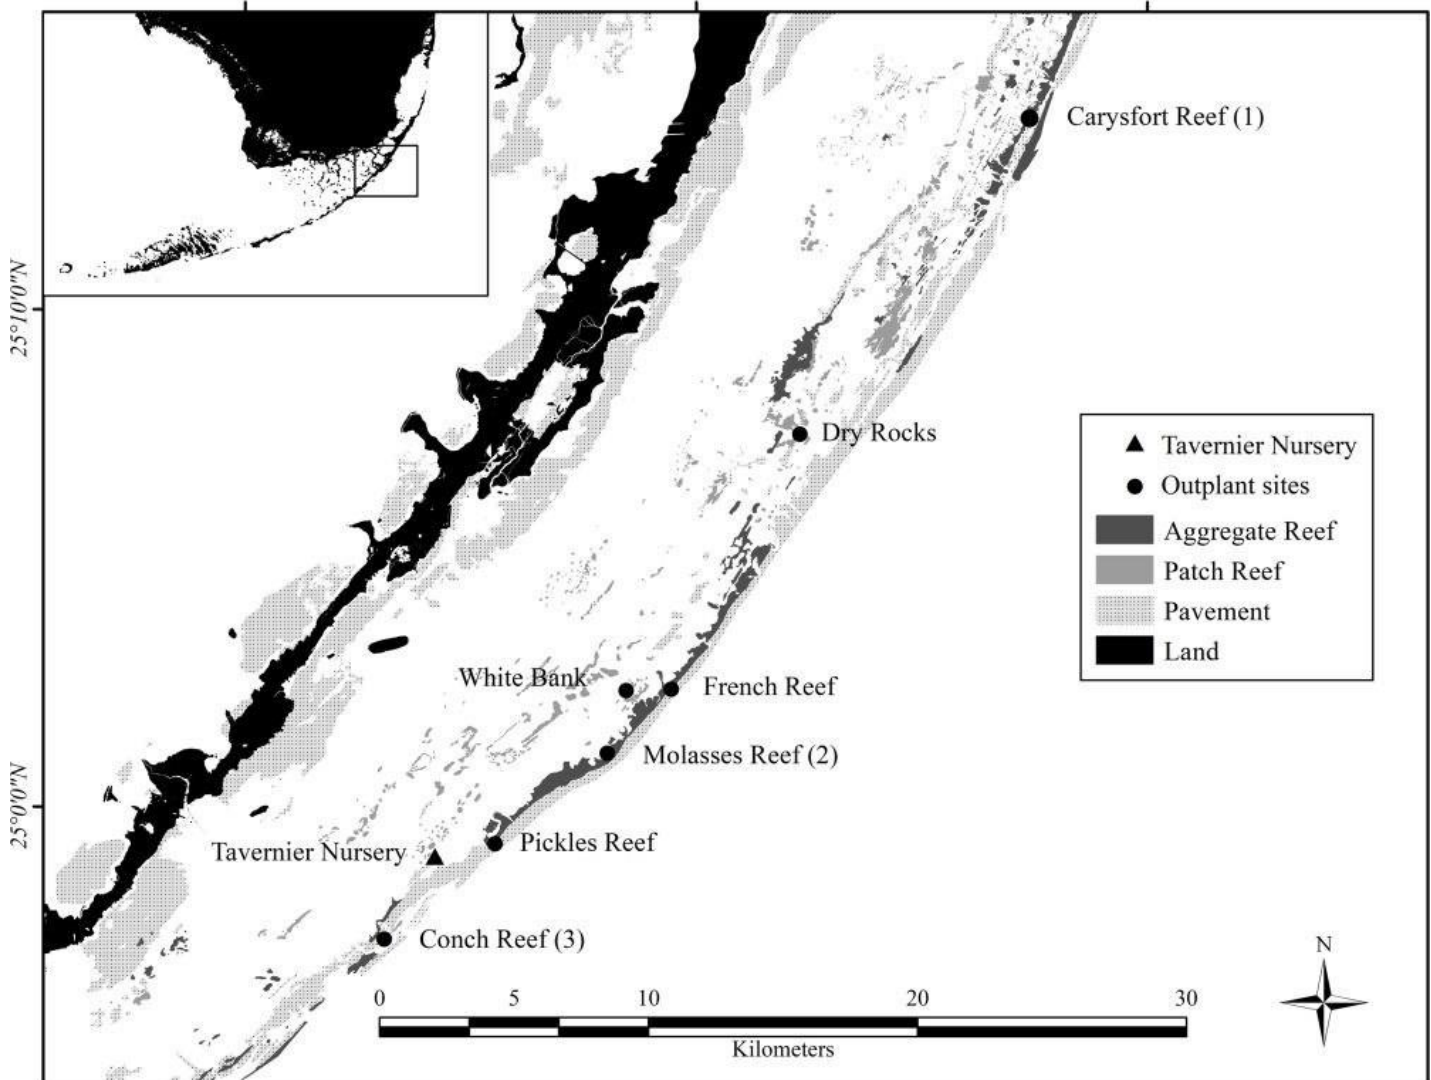 Carysfort Reef (1)
25°10'0"N
Dry Rocks
Tavernier Nursery
Outplant sites
Aggregate Reef
Patch Reef
Pavement
Land
White Bank
French Reef
Molasses Reef (2)
25°0'0"N
Pickles Reef
Tavernier Nursery
Conch Reef (3)
N
0 5 10 20 30
Kilometers